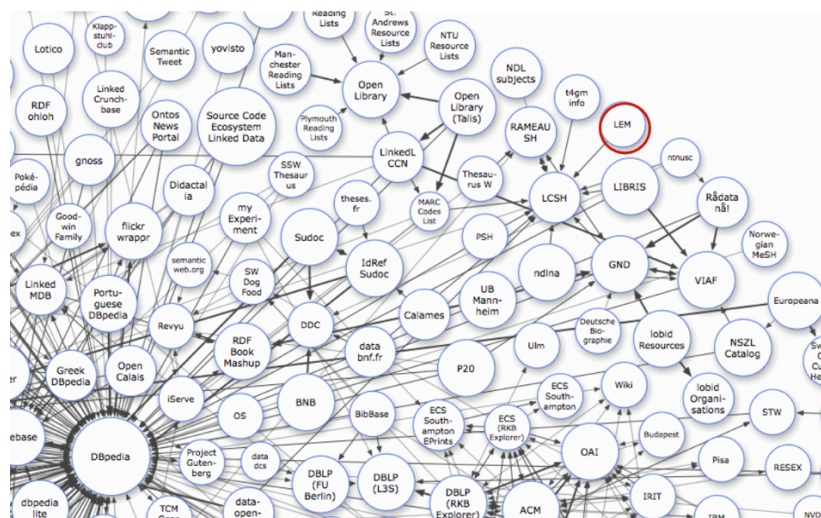 Reading
Lists
St.
Andrews
Resource
Lists
Klapp-
stuhl-
club
Lotico
Semantic
Tweet
yovisto
Man-
chester
Reading
Lists
NTU
Resource
Lists
NDL
subjects
Open
Library
Linked
Crunch-
base
RDF
ohloh
t4gm
info
Open
Library
(Talis)
Source Code
Ecosystem
Linked Data
Ontos
News
Portal
Plymouth
Reading
Lists
RAMEAU
SH
LEM
gnoss
LinkedL
CCN
ntnusc
SSW
Thesaur
us
Thesau-
rus W
Poké-
pédia
Didactal
ia
LIBRIS
LCSH
theses.
fr
MARC
Codes
List
Rådata
nå!
my
Experi-
ment
Good-
win
Family
flickr
wrappr
ex
Sudoc
PSH
Norwe-
gian
MeSH
semantic
web.org
IdRef
Sudoc
GND
ndlna
VIAF
Linked
MDB
SW
Dog
Food
Portu-
guese
DBpedia
UB
Mann-
heim
Europeana
Calames
Revyu
DDC
Deutsche
Bio-
graphie
lobid
Resources
NSZL
Catalog
RDF
Book
Mashup
data
bnf.fr
Ulm
Greek
DBpedia
Open
Calais
P20
er
iServe
BNB
ECS
South-
ampton
Wiki
lobid
Organi-
sations
OS
BibBase
ECS
South-
ampton
EPrints
ECS
(RKB
Explorer)
STW
ebase
DBpedia
Budapest
OAI
Project
Guten-
berg
data
dcs
Pisa
RESEX
DBLP
(FU
Berlin)
DBLP
(L3S)
DBLP
(RKB
Explorer)
IRIT
dbpedia
lite
TCM
data-
open-
ACM
IBM
NVD